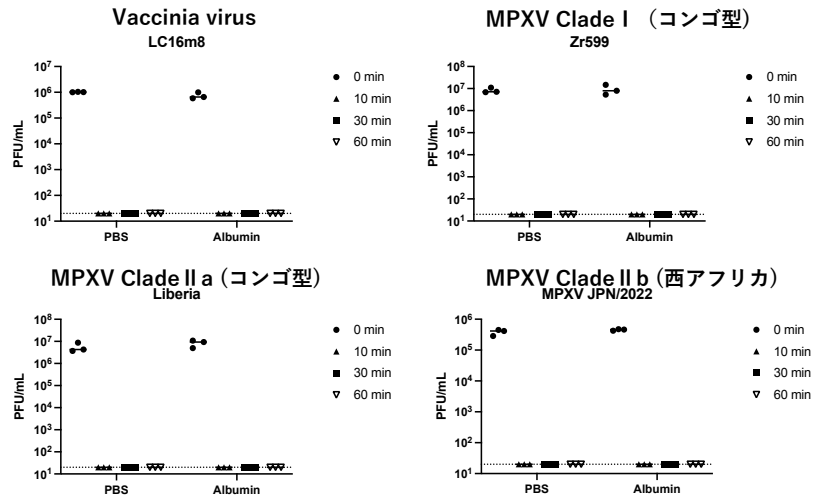 Vaccinia virus
LC16m8
10⁷
10⁶
10⁵
10⁴
10³
10²
10¹
PFU/mL
PBS
Albumin
0 min
10 min
30 min
60 min
MPXV Clade Ⅰ （コンゴ型）
Zr599
10⁸
10⁷
10⁶
10⁵
10⁴
10³
10²
10¹
PFU/mL
PBS
Albumin
0 min
10 min
30 min
60 min
MPXV Clade Ⅱ a（コンゴ型）
Liberia
10⁸
10⁷
10⁶
10⁵
10⁴
10³
10²
10¹
PFU/mL
PBS
Albumin
0 min
10 min
30 min
60 min
MPXV Clade Ⅱ b（西アフリカ）
MPXV JPN/2022
10⁶
10⁵
10⁴
10³
10²
10¹
PFU/mL
PBS
Albumin
0 min
10 min
30 min
60 min